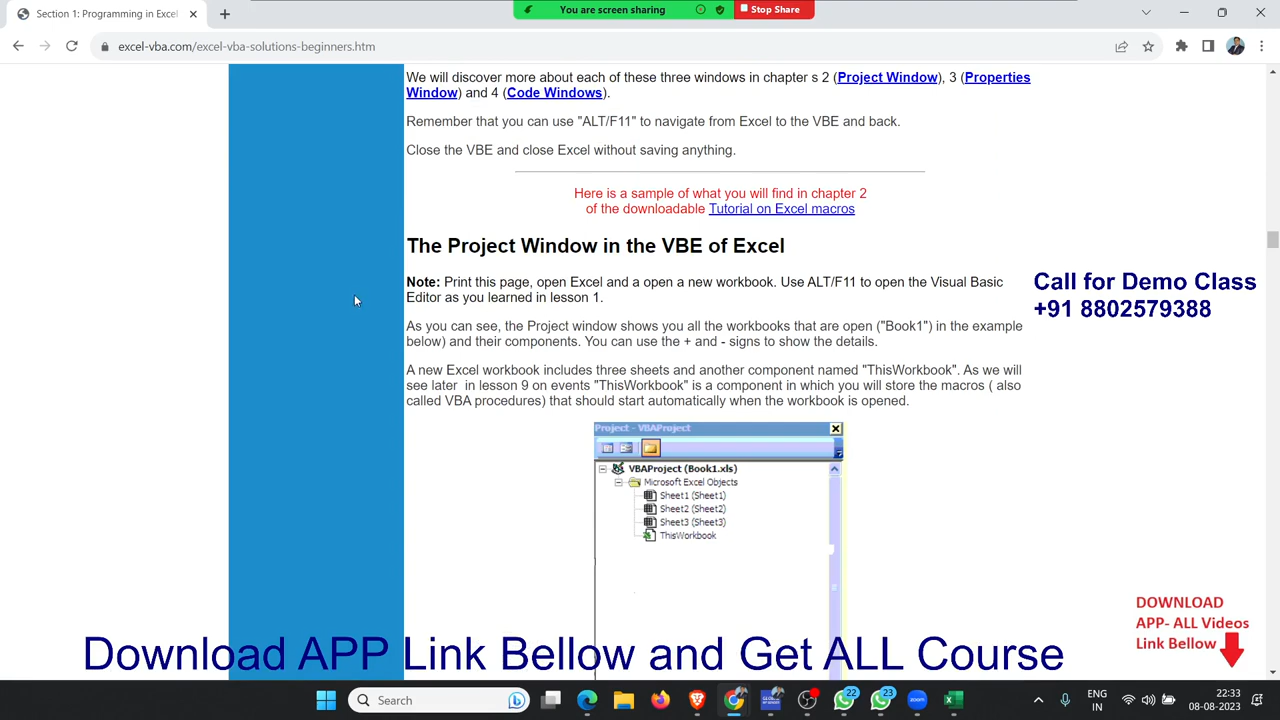 Section 1: Programming in Excel
You are screen sharing
Stop Share
excel-vba.com/excel-vba-solutions-beginners.htm
We will discover more about each of these three windows in chapter s 2 (Project Window), 3 (Properties
Window) and 4 (Code Windows).
Remember that you can use "ALT/F11" to navigate from Excel to the VBE and back.
Close the VBE and close Excel without saving anything.
Here is a sample of what you will find in chapter 2
of the downloadable Tutorial on Excel macros
The Project Window in the VBE of Excel
Note: Print this page, open Excel and a open a new workbook. Use ALT/F11 to open the Visual Basic
Editor as you learned in lesson 1.
Call for Demo Class
+91 8802579388
As you can see, the Project window shows you all the workbooks that are open ("Book1") in the example
below) and their components. You can use the + and - signs to show the details.
A new Excel workbook includes three sheets and another component named "ThisWorkbook". As we will
see later in lesson 9 on events "ThisWorkbook" is a component in which you will store the macros ( also
called VBA procedures) that should start automatically when the workbook is opened.
Project - VBAProject
VBAProject (Book1.xls)
Microsoft Excel Objects
Sheet1 (Sheet1)
Sheet2 (Sheet2)
Sheet3 (Sheet3)
ThisWorkbook
DOWNLOAD
APP- ALL Videos
Link Bellow
Download APP Link Bellow and Get ALL Course
Search
22
23
ENG
IN
22:33
08-08-2023